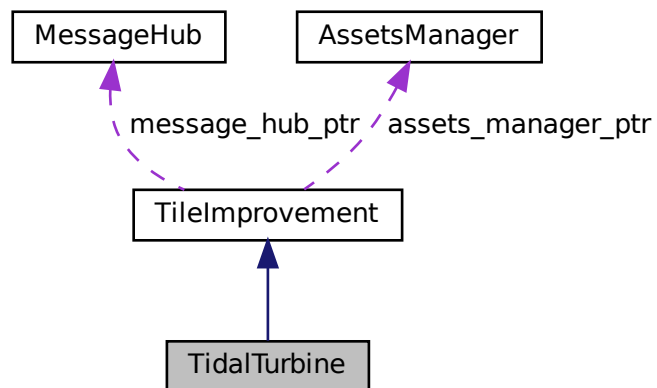 MessageHub
AssetsManager
message_hub_ptr
assets_manager_ptr
TileImprovement
TidalTurbine